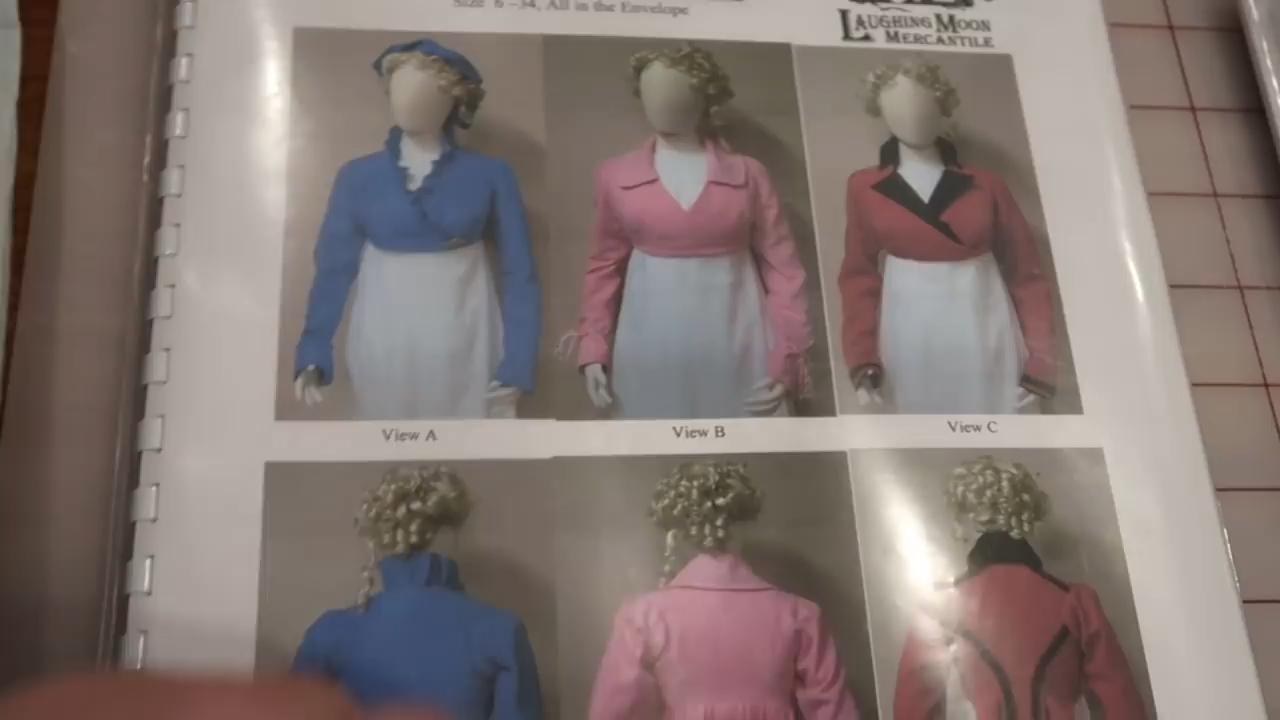 Size 6 -34, All in the Envelope
LAUGHING MOON
MERCANTILE
View A
View B
View C